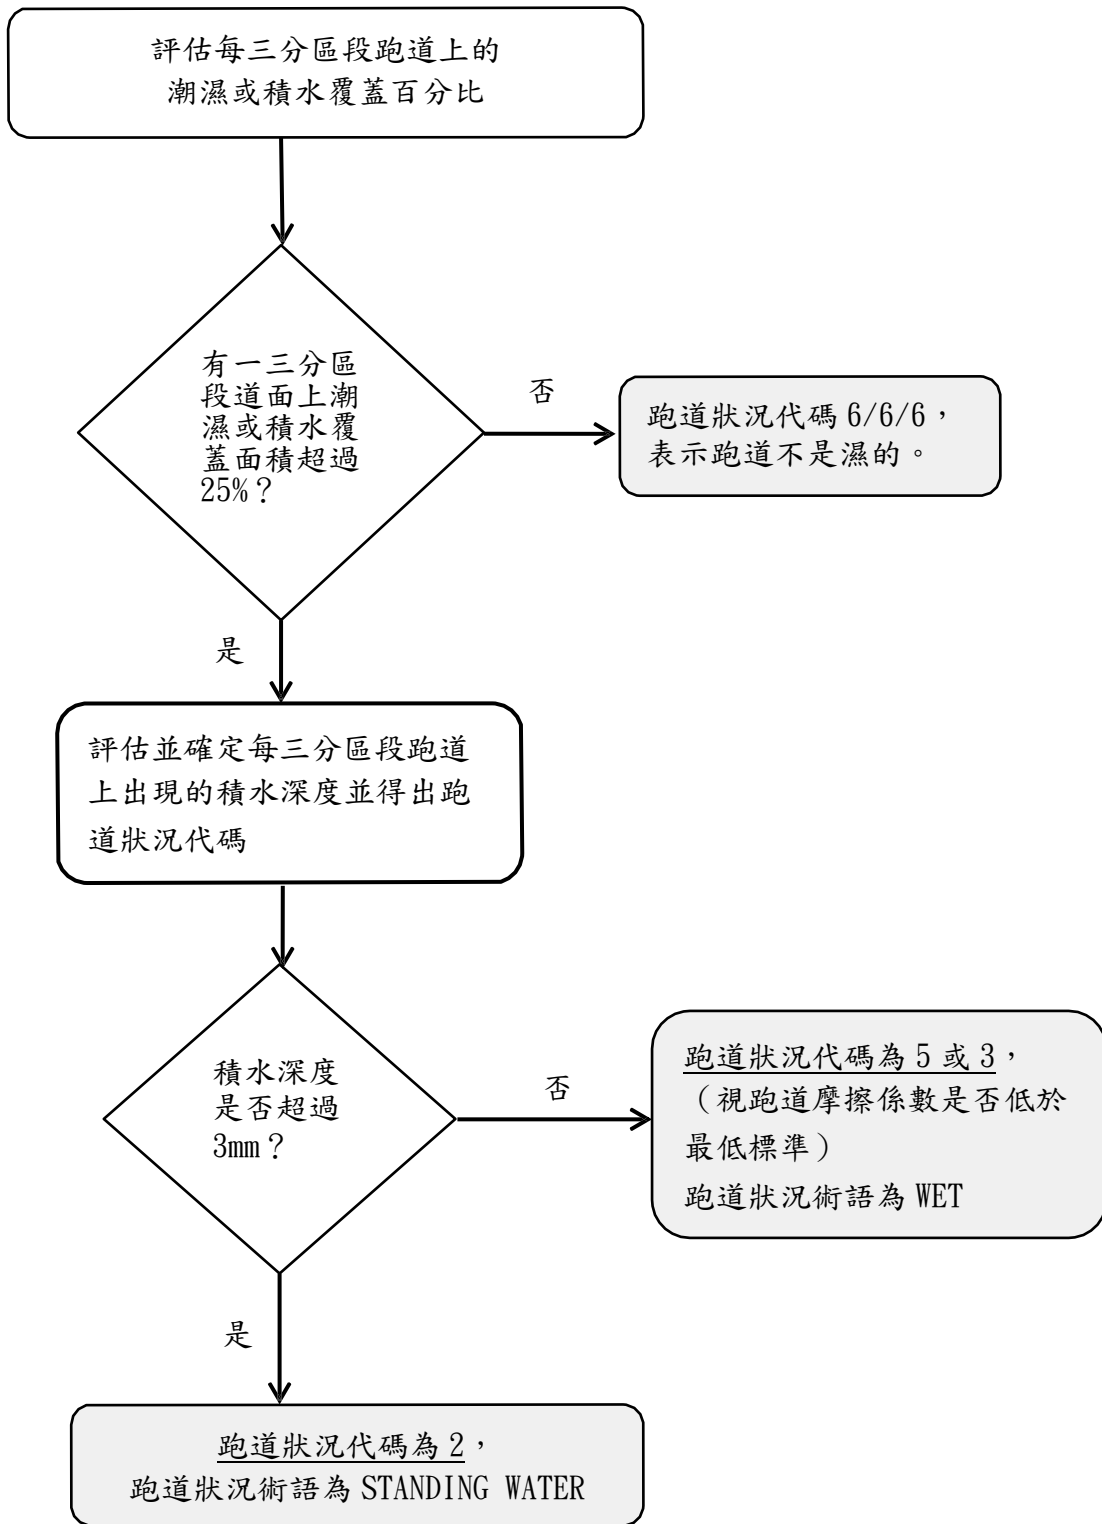 評估每三分區段跑道上的
潮濕或積水覆蓋百分比
有一三分區
段道面上潮
濕或積水覆
蓋面積超過
25%？
否
跑道狀況代碼 6/6/6，
表示跑道不是濕的。
是
評估並確定每三分區段跑道
上出現的積水深度並得出跑
道狀況代碼
積水深度
是否超過
3mm？
否
跑道狀況代碼為 5 或 3，
（視跑道摩擦係數是否低於
最低標準）
跑道狀況術語為 WET
是
跑道狀況代碼為 2，
跑道狀況術語為 STANDING WATER